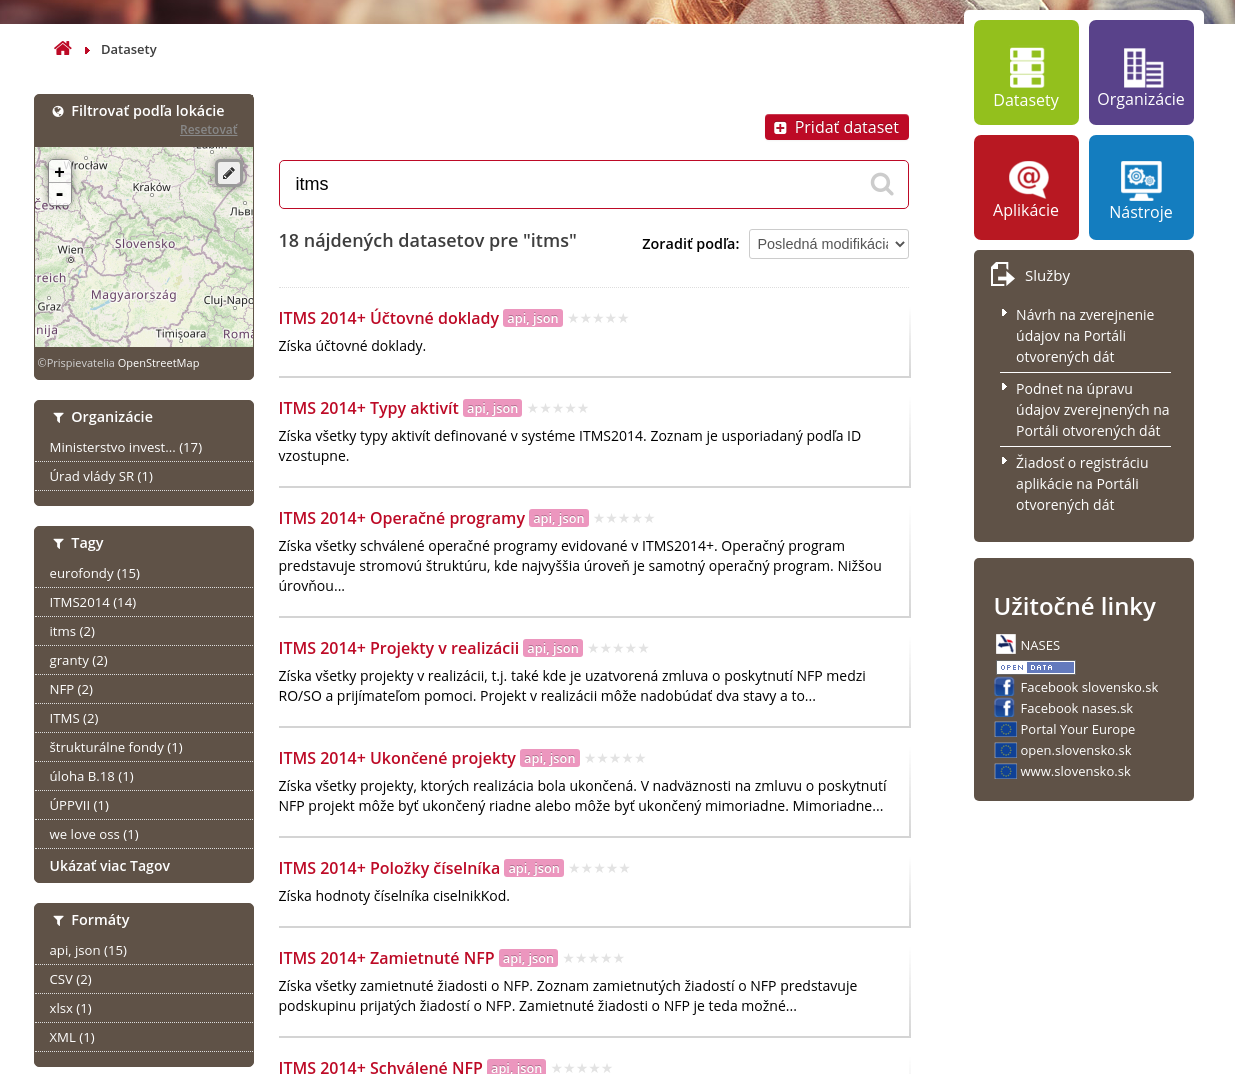 Datasety
Filtrovať podľa lokácie
Resetovať
Wrocław
Kraków
Česko
Львів
Wien
Slovensko
reich
Magyarország
Graz
Cluj-Napo
nija
Timișoara
Româ
+
-
©Prispievatelia OpenStreetMap
Organizácie
Ministerstvo invest... (17)
Úrad vlády SR (1)
Tagy
eurofondy (15)
ITMS2014 (14)
itms (2)
granty (2)
NFP (2)
ITMS (2)
štrukturálne fondy (1)
úloha B.18 (1)
ÚPPVII (1)
we love oss (1)
Ukázať viac Tagov
Formáty
api, json (15)
CSV (2)
xlsx (1)
XML (1)
Pridať dataset
itms
18 nájdených datasetov pre "itms"
Zoradiť podľa: Posledná modifikácia
ITMS 2014+ Účtovné doklady api, json
Získa účtovné doklady.
ITMS 2014+ Typy aktivít api, json
Získa všetky typy aktivít definované v systéme ITMS2014. Zoznam je usporiadaný podľa ID
vzostupne.
ITMS 2014+ Operačné programy api, json
Získa všetky schválené operačné programy evidované v ITMS2014+. Operačný program
predstavuje stromovú štruktúru, kde najvyššia úroveň je samotný operačný program. Nižšou
úrovňou...
ITMS 2014+ Projekty v realizácii api, json
Získa všetky projekty v realizácii, t.j. také kde je uzatvorená zmluva o poskytnutí NFP medzi
RO/SO a prijímateľom pomoci. Projekt v realizácii môže nadobúdať dva stavy a to...
ITMS 2014+ Ukončené projekty api, json
Získa všetky projekty, ktorých realizácia bola ukončená. V nadväznosti na zmluvu o poskytnutí
NFP projekt môže byť ukončený riadne alebo môže byť ukončený mimoriadne. Mimoriadne...
ITMS 2014+ Položky číselníka api, json
Získa hodnoty číselníka ciselnikKod.
ITMS 2014+ Zamietnuté NFP api, json
Získa všetky zamietnuté žiadosti o NFP. Zoznam zamietnutých žiadostí o NFP predstavuje
podskupinu prijatých žiadostí o NFP. Zamietnuté žiadosti o NFP je teda možné...
ITMS 2014+ Schválené NFP api, json
Datasety
Organizácie
Aplikácie
Nástroje
Služby
Návrh na zverejnenie
údajov na Portáli
otvorených dát
Podnet na úpravu
údajov zverejnených na
Portáli otvorených dát
Žiadosť o registráciu
aplikácie na Portáli
otvorených dát
Užitočné linky
NASES
OPEN DATA
Facebook slovensko.sk
Facebook nases.sk
Portal Your Europe
open.slovensko.sk
www.slovensko.sk